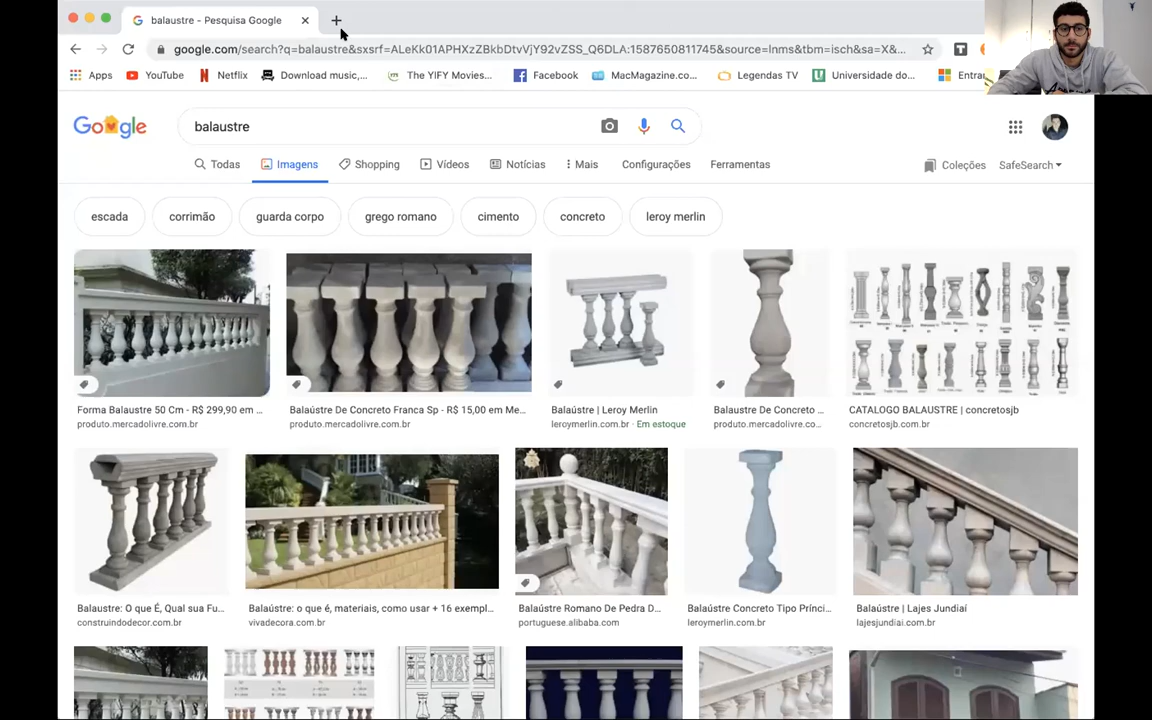 balaustre - Pesquisa Google
google.com/search?q=balaustre&sxsrf=ALeKk01APHXzZBkbDtvVjY92vZSS_Q6DLA:1587650811745&source=lnms&tbm=isch&sa=X&...
Apps YouTube Netflix Download music,... The YIFY Movies... Facebook MacMagazine.co... Legendas TV Universidade do... Entra
Google balaustre
Todas Imagens Shopping Vídeos Notícias Mais Configurações Ferramentas Coleções SafeSearch
escada corrimão guarda corpo grego romano cimento concreto leroy merlin
Forma Balaustre 50 Cm - R$ 299,90 em ... Balaústre De Concreto Franca Sp - R$ 15,00 em Me... Balaústre | Leroy Merlin Balaustre De Concreto ... CATALOGO BALAUSTRE | concretosjb
produto.mercadolivre.com.br produto.mercadolivre.com.br leroymerlin.com.br · Em estoque produto.mercadolivre.co... concretosjb.com.br
Balaustre: O que É, Qual sua Fu... Balaústre: o que é, materiais, como usar + 16 exempl... Balaústre Romano De Pedra D... Balaústre Concreto Tipo Prínci... Balaústre | Lajes Jundiaí
construindodecor.com.br vivadecora.com.br portuguese.alibaba.com leroymerlin.com.br lajesjundiai.com.br